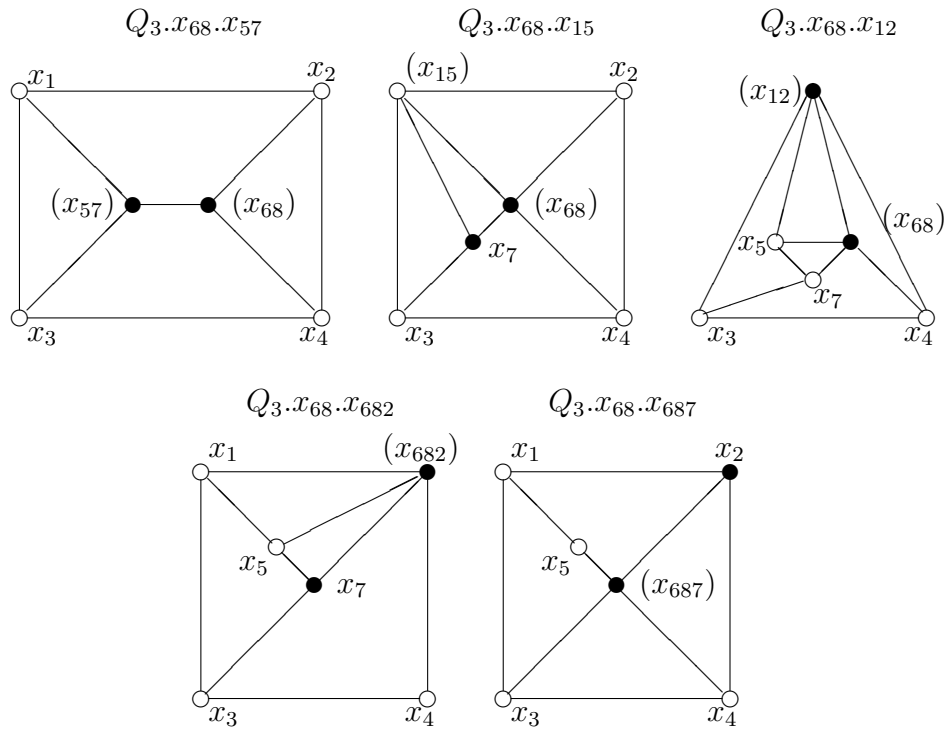 Q₃.x₆₈.x₅₇
x₁ x₂
(x₅₇) (x₆₈)
x₃ x₄
Q₃.x₆₈.x₁₅
(x₁₅) x₂
(x₆₈)
x₇
x₃ x₄
Q₃.x₆₈.x₁₂
(x₁₂)
(x₆₈)
x₅
x₇
x₃ x₄
Q₃.x₆₈.x₆₈₂
x₁ (x₆₈₂)
x₅ x₇
x₃ x₄
Q₃.x₆₈.x₆₈₇
x₁ x₂
x₅ (x₆₈₇)
x₃ x₄